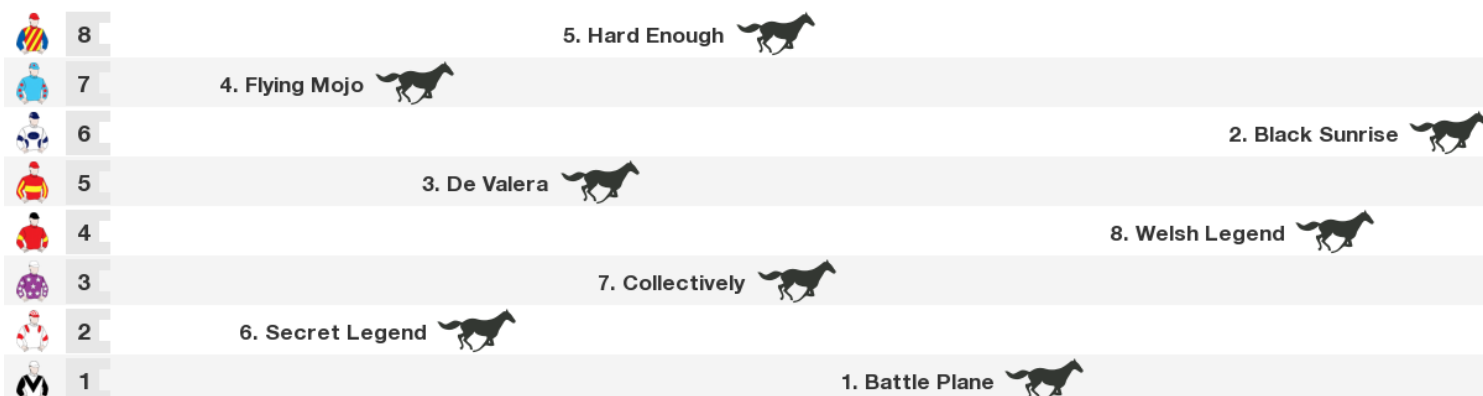 8 5. Hard Enough
7 4. Flying Mojo
6 2. Black Sunrise
5 3. De Valera
4 8. Welsh Legend
3 7. Collectively
2 6. Secret Legend
1 1. Battle Plane